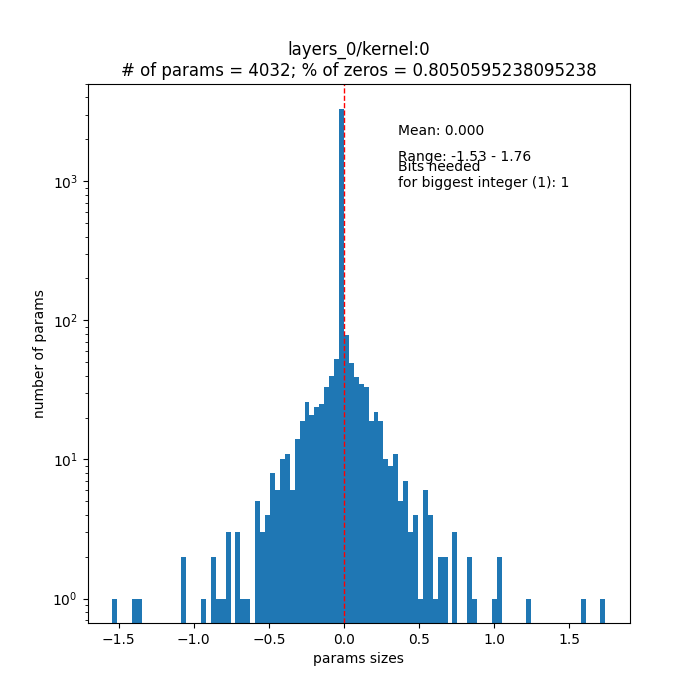 layers_0/kernel:0
# of params = 4032; % of zeros = 0.8050595238095238
Mean: 0.000
Range: -1.53 - 1.76
Bits needed
for biggest integer (1): 1
number of params
10³
10²
10¹
10⁰
−1.5 −1.0 −0.5 0.0 0.5 1.0 1.5
params sizes